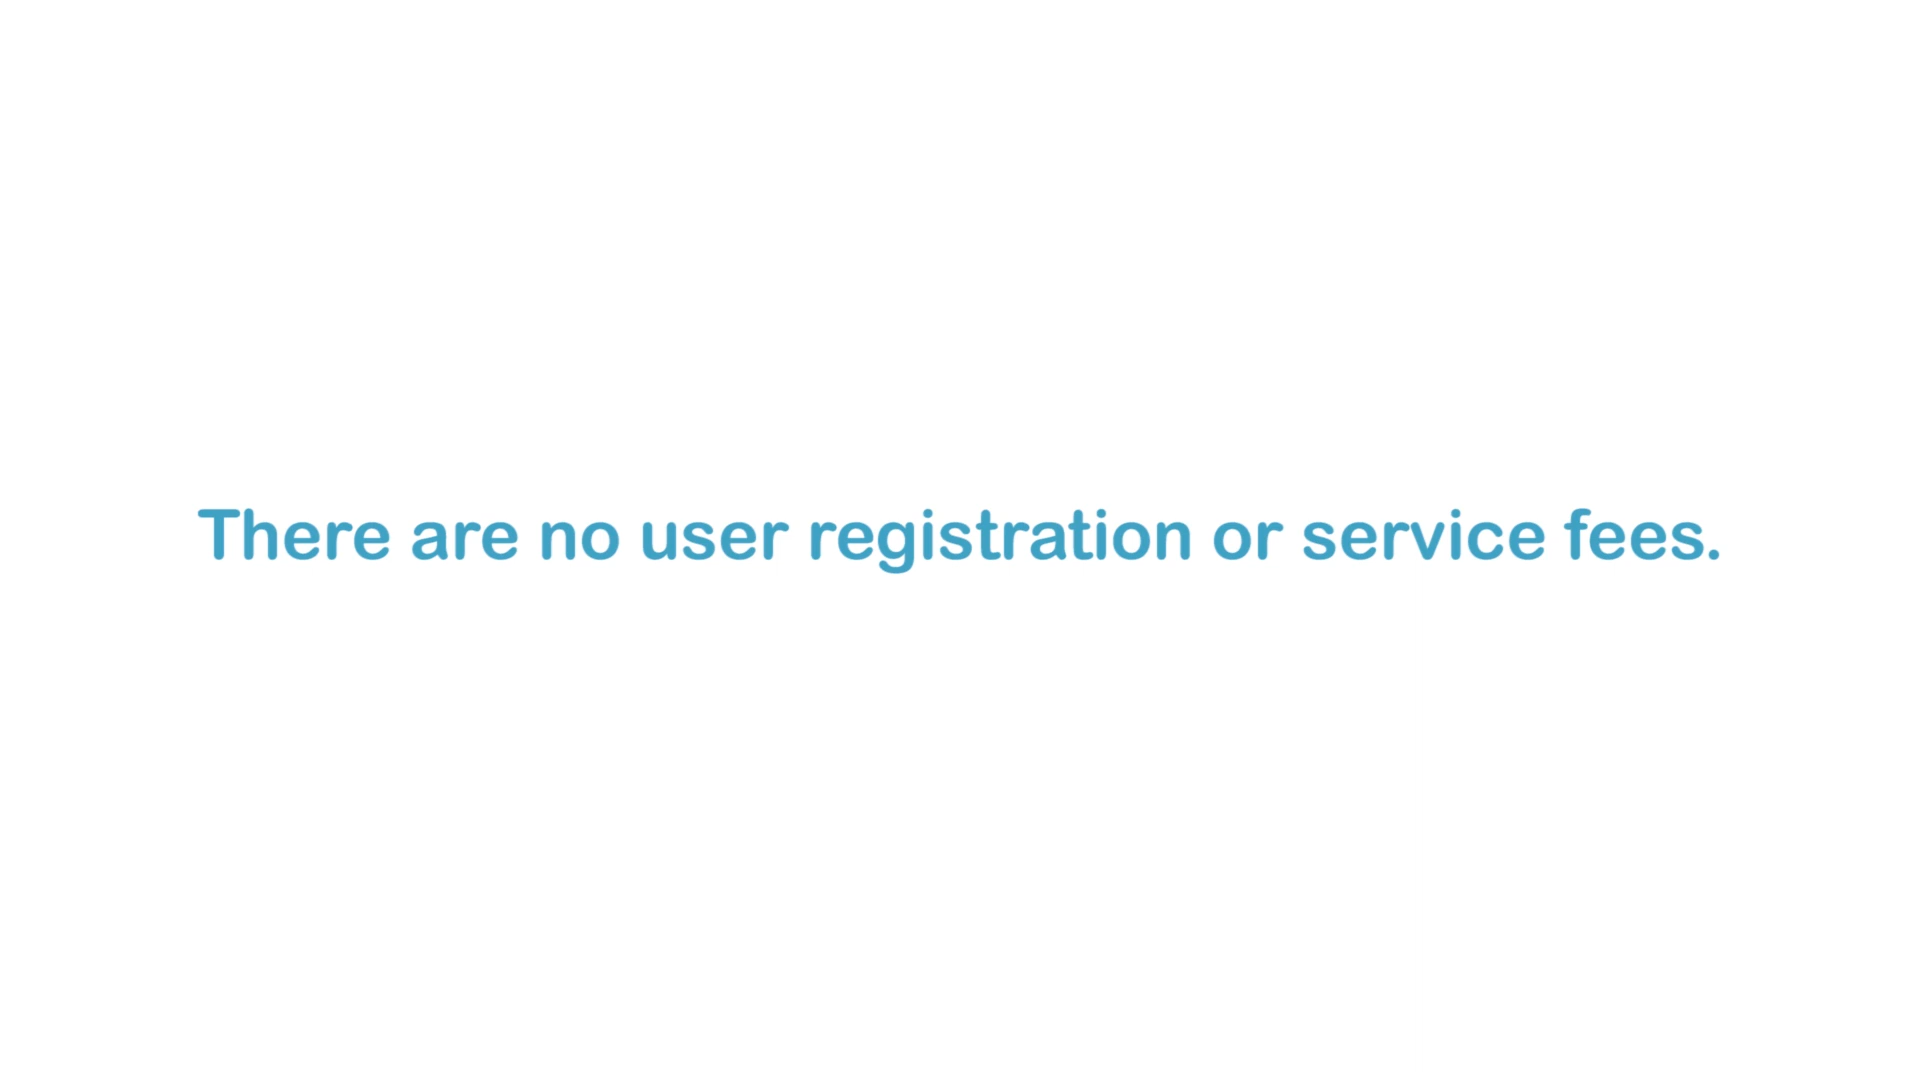 There are no user registration or service fees.